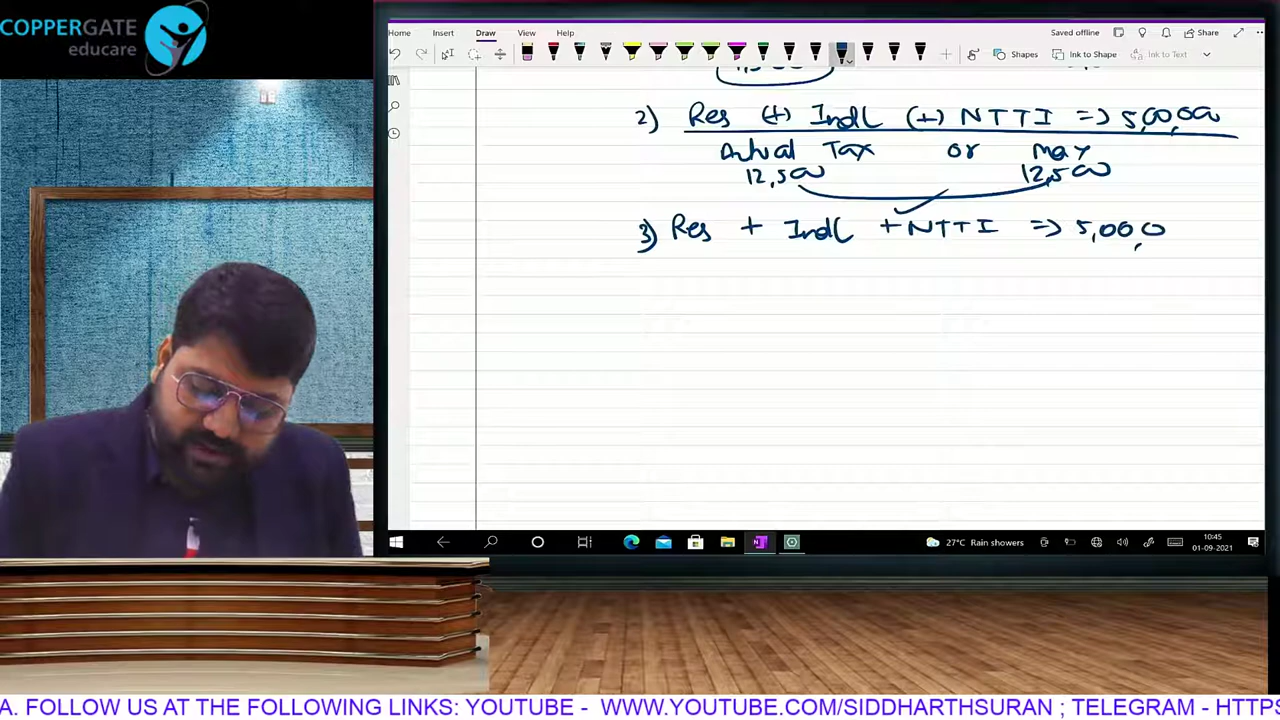 COPPERGATE
educare
Home Insert Draw View Help
Saved offline Share
Shapes Ink to Shape Ink to Text
2) Res (+) Indl (+) NTTI => 5,00,000
Actual Tax or Max
12,500 12,500
3) Res + Indl + NTTI => 5,00,0
27°C Rain showers
10:45
01-09-2021
A. FOLLOW US AT THE FOLLOWING LINKS: YOUTUBE - WWW.YOUTUBE.COM/SIDDHARTHSURAN ; TELEGRAM - HTTPS